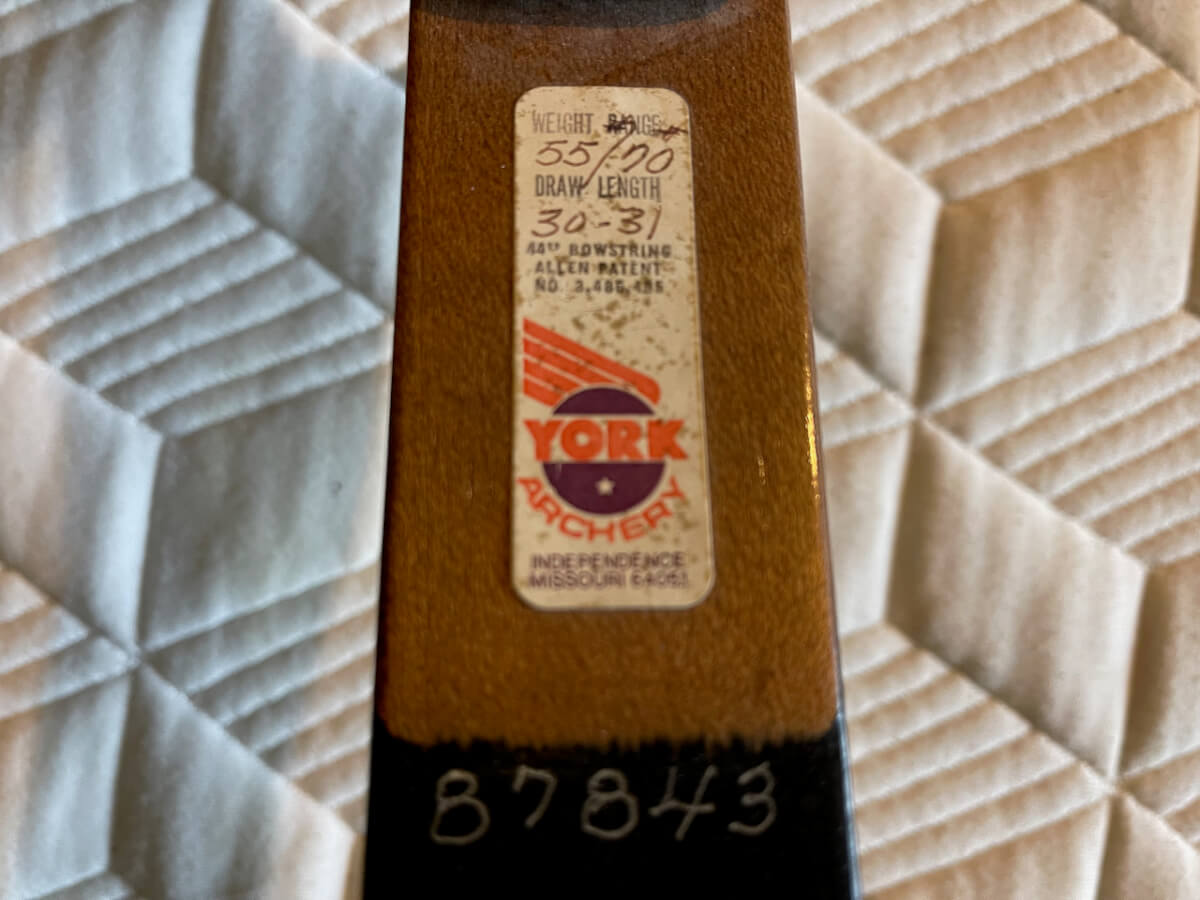 WEIGHT RANGE
55/70#
DRAW LENGTH
30-31
44" BOWSTRING
ALLEN PATENT
NO. 3,486,495
YORK
ARCHERY
INDEPENDENCE
MISSOURI 64051
87843